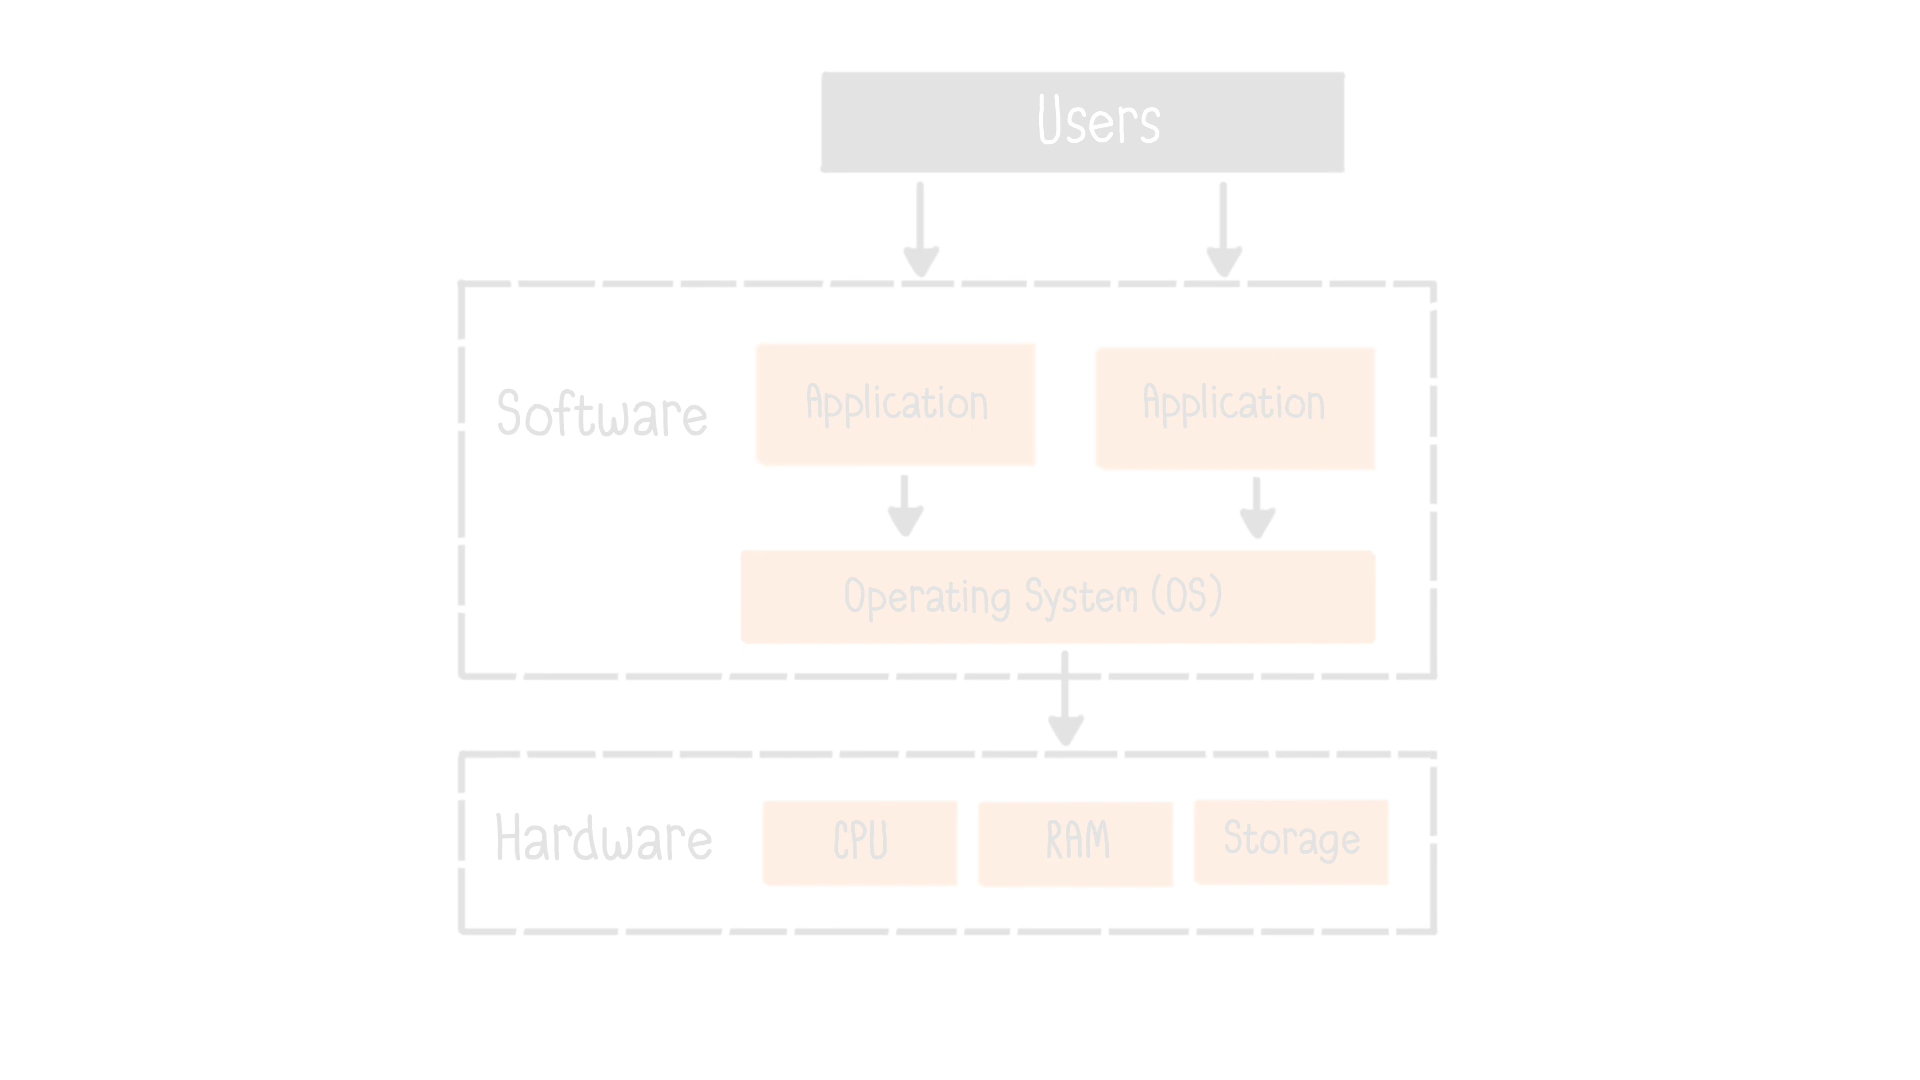 Users
Software
Application
Application
Operating System (OS)
Hardware
CPU
RAM
Storage